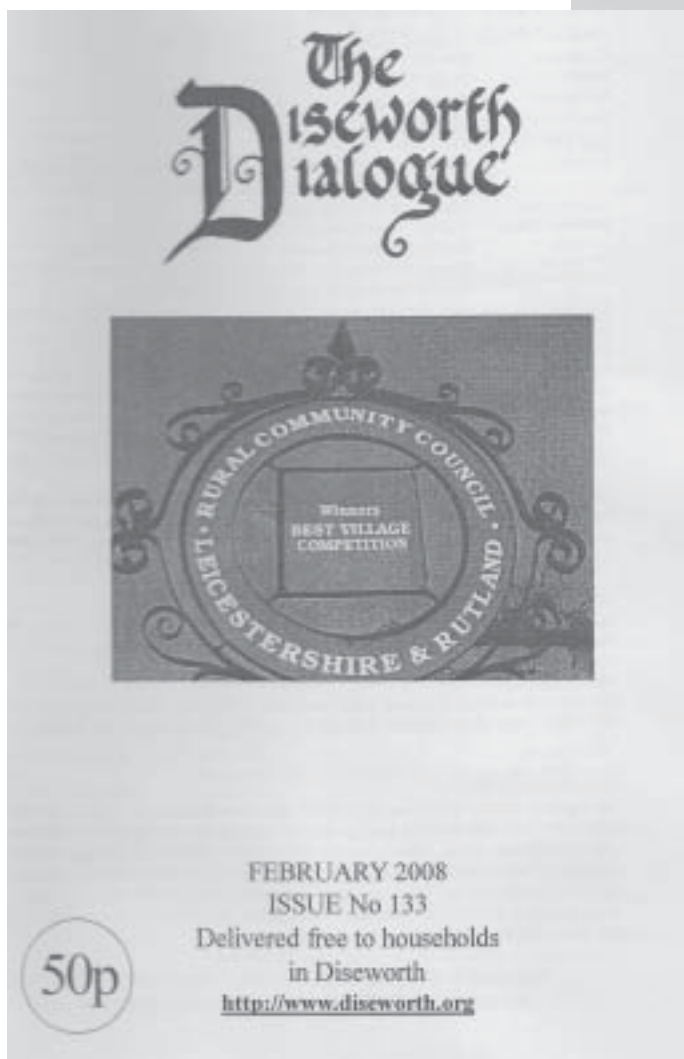 The
Diseworth
Dialogue
· RURAL COMMUNITY COUNCIL ·
LEICESTERSHIRE & RUTLAND
Winners
BEST VILLAGE
COMPETITION
FEBRUARY 2008
ISSUE No 133
Delivered free to households
in Diseworth
http://www.diseworth.org
50p